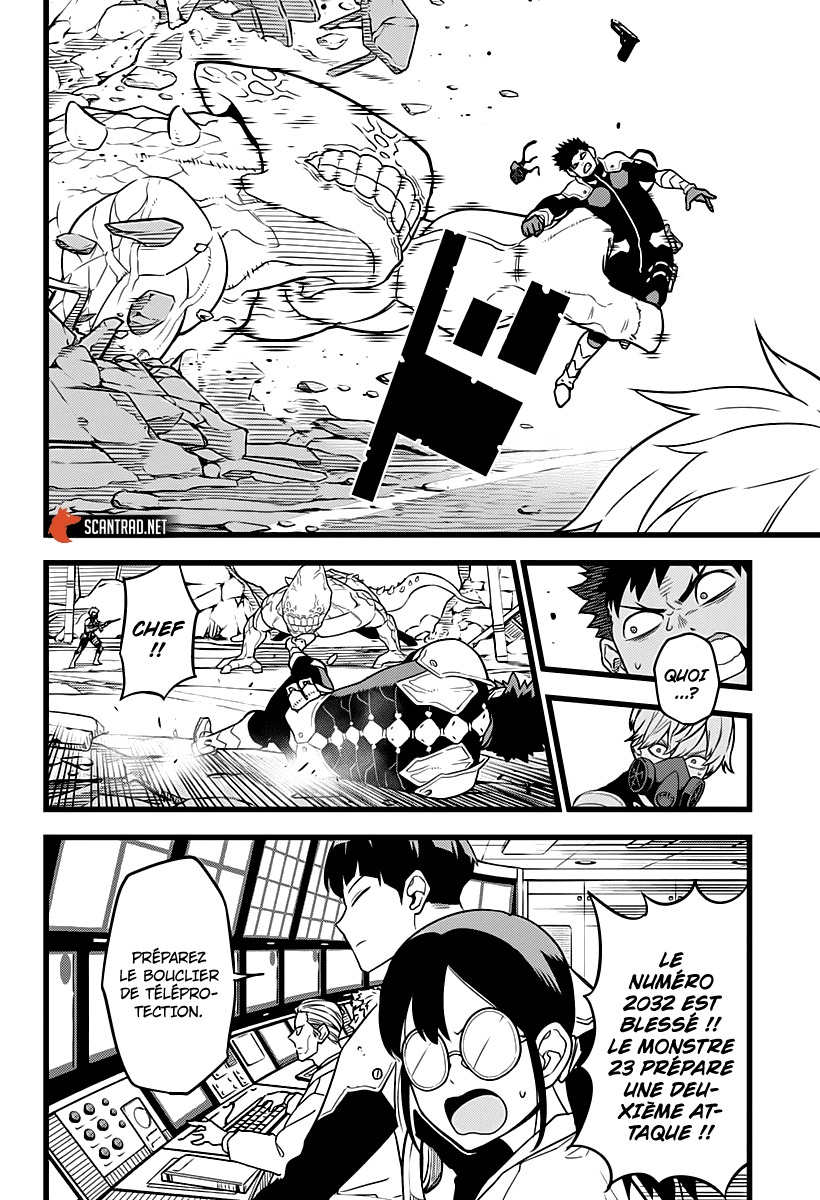 SCANTRAD.NET
QUOI
...?
CHEF
!!
LE
NUMÉRO
2032 EST
BLESSÉ !!
LE MONSTRE
23 PRÉPARE
UNE DEU-
XIÈME AT-
TAQUE !!
PRÉPAREZ
LE BOUCLIER
DE TÉLÉPRO-
TECTION.